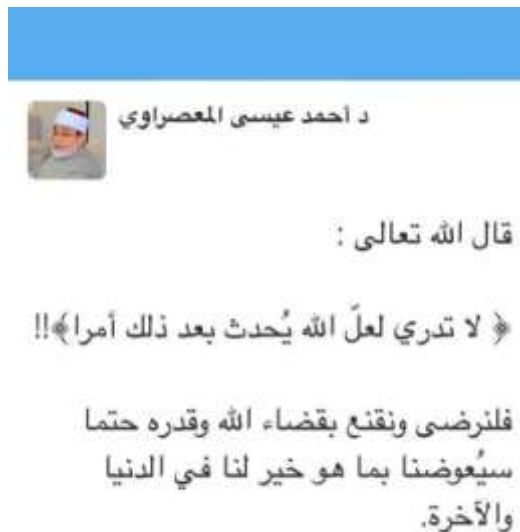 د أحمد عيسى المعصراوي
قال الله تعالى :
﴿ لا تدري لعلّ الله يُحدث بعد ذلك أمرا﴾!!
فلنرضى ونقنع بقضاء الله وقدره حتما
سيُعوضنا بما هو خير لنا في الدنيا
والآخرة.